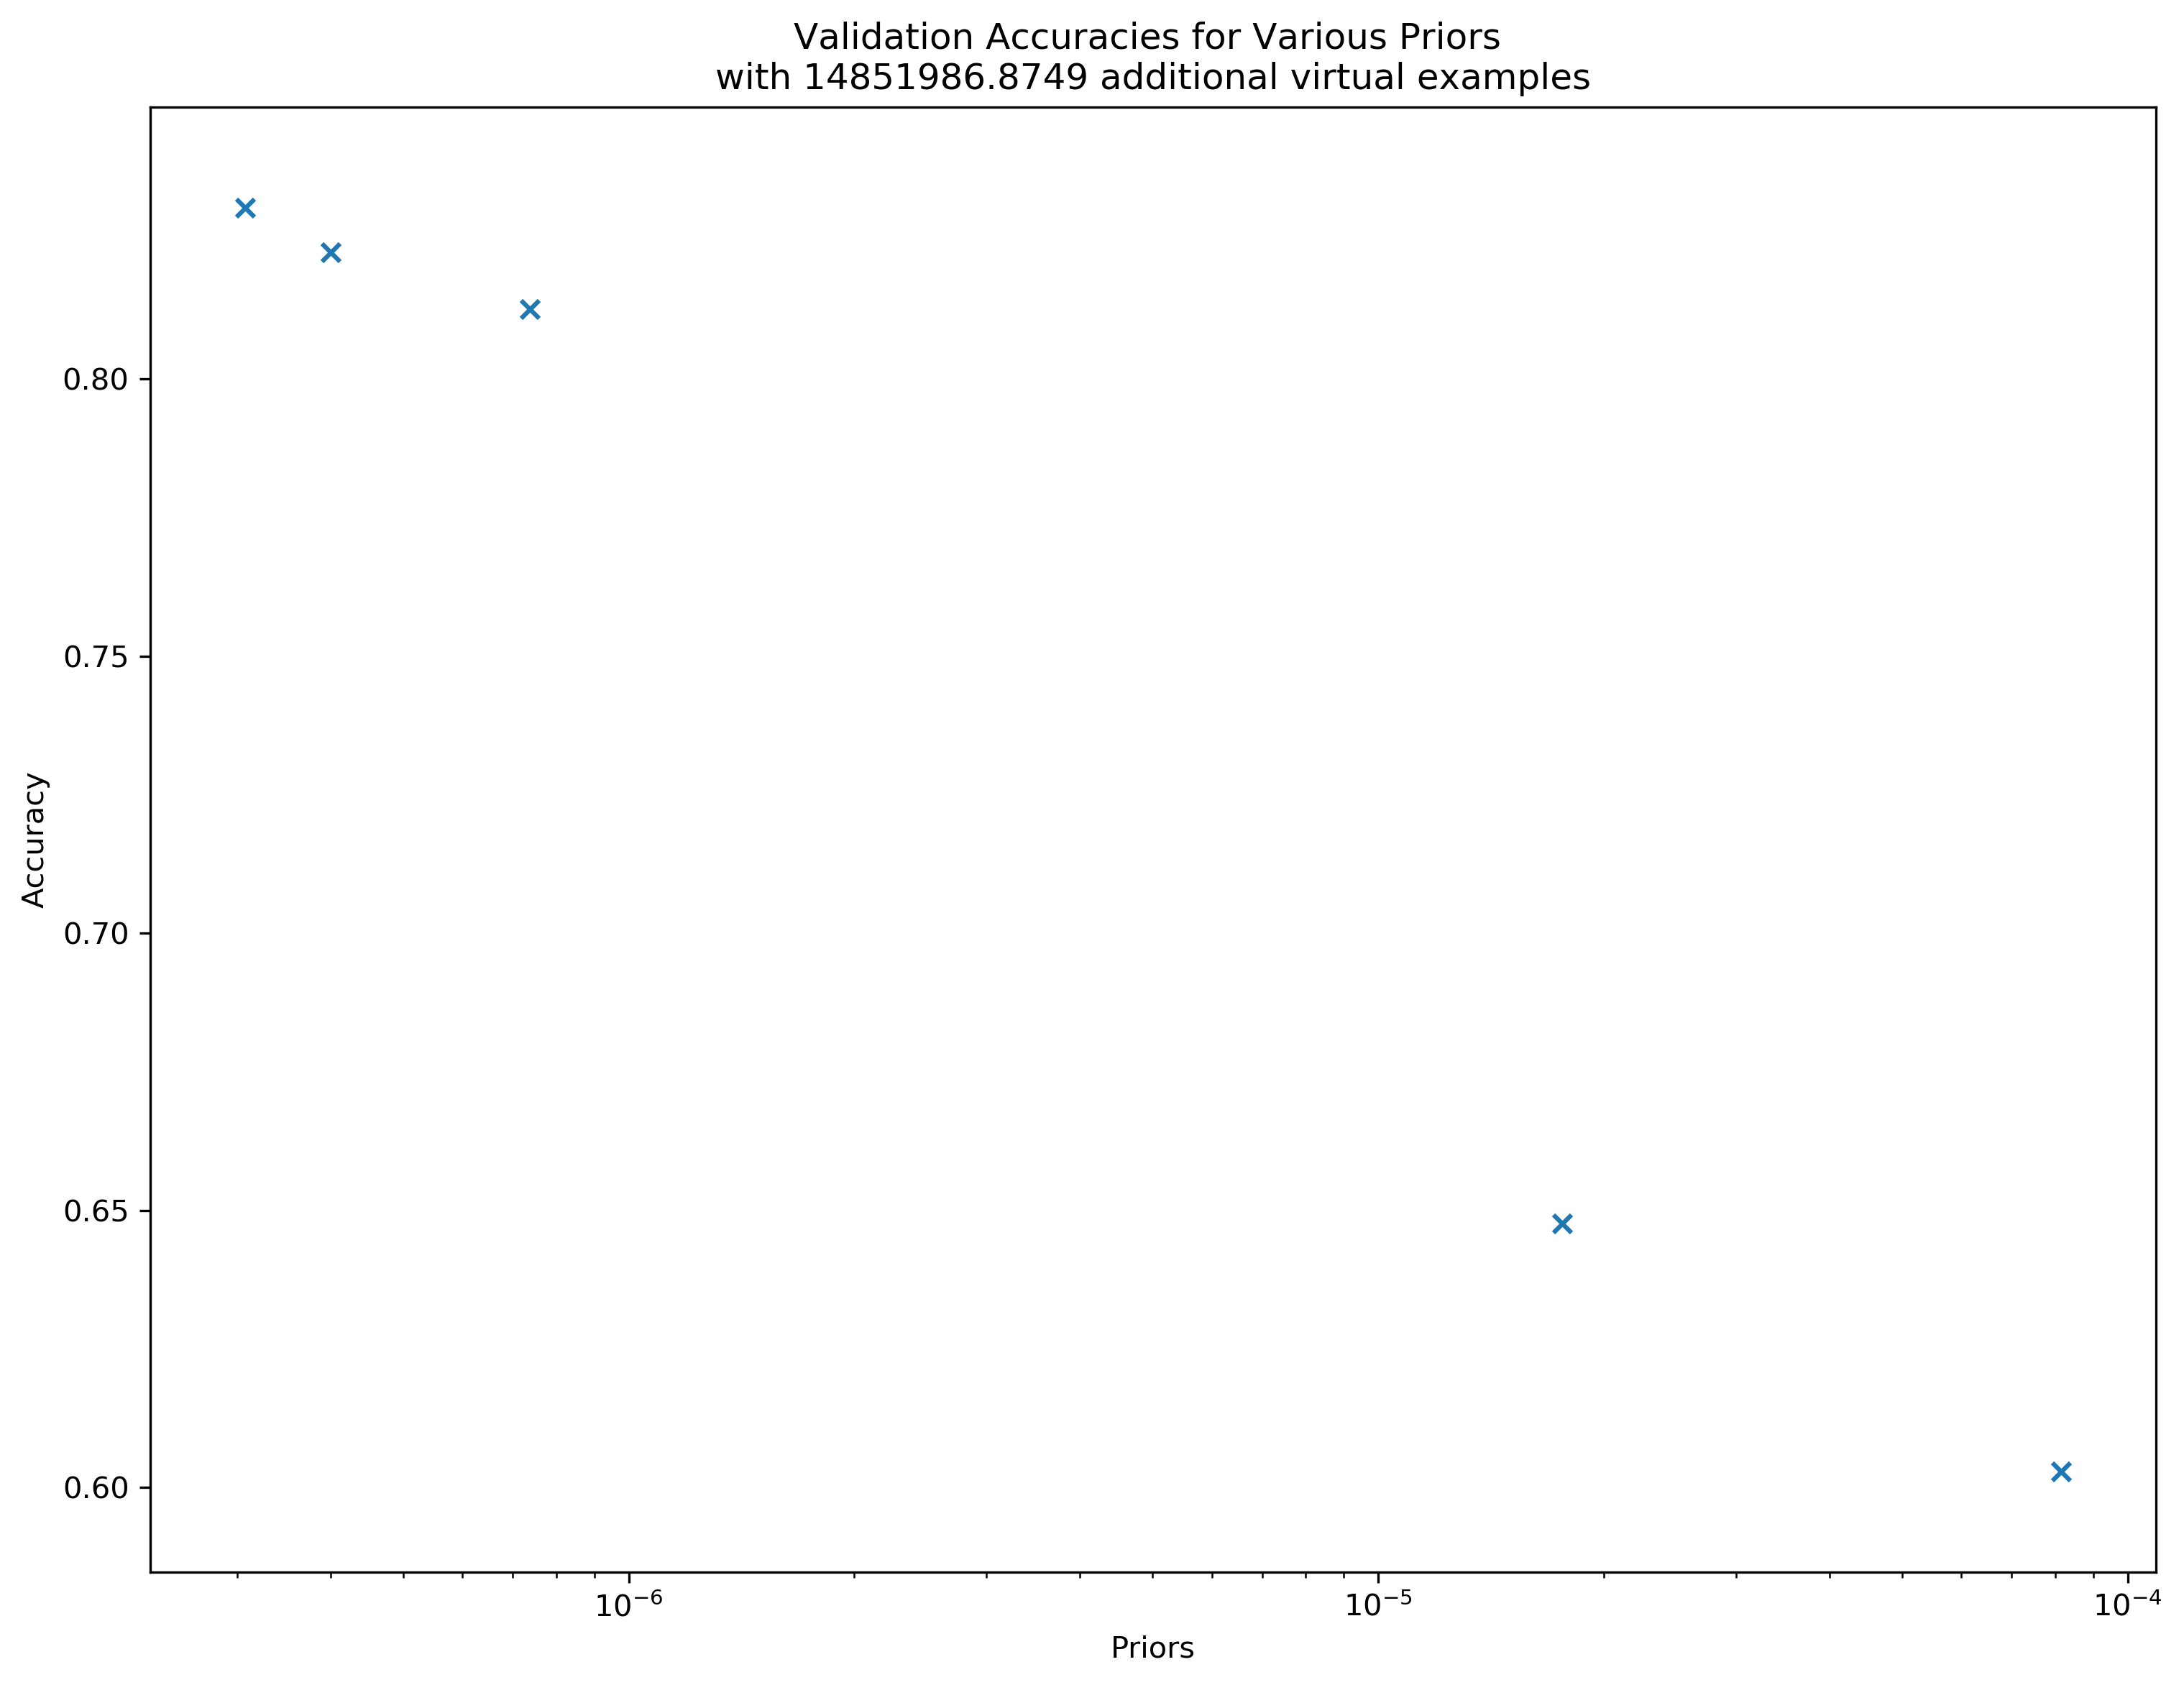 Validation Accuracies for Various Priors
with 14851986.8749 additional virtual examples
Accuracy
0.80
0.75
0.70
0.65
0.60
10⁻⁶
10⁻⁵
10⁻⁴
Priors